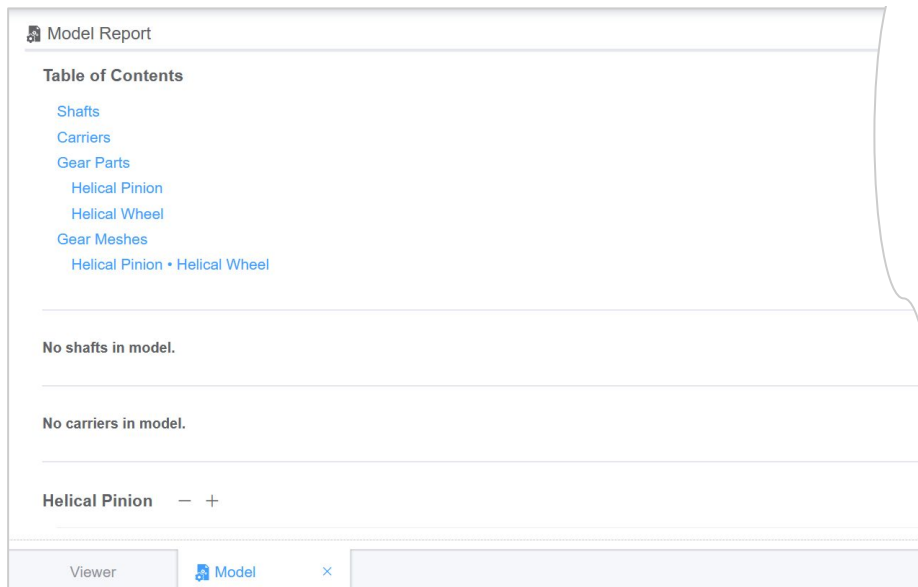 Model Report
Table of Contents
Shafts
Carriers
Gear Parts
Helical Pinion
Helical Wheel
Gear Meshes
Helical Pinion • Helical Wheel
No shafts in model.
No carriers in model.
Helical Pinion − +
Viewer Model ×